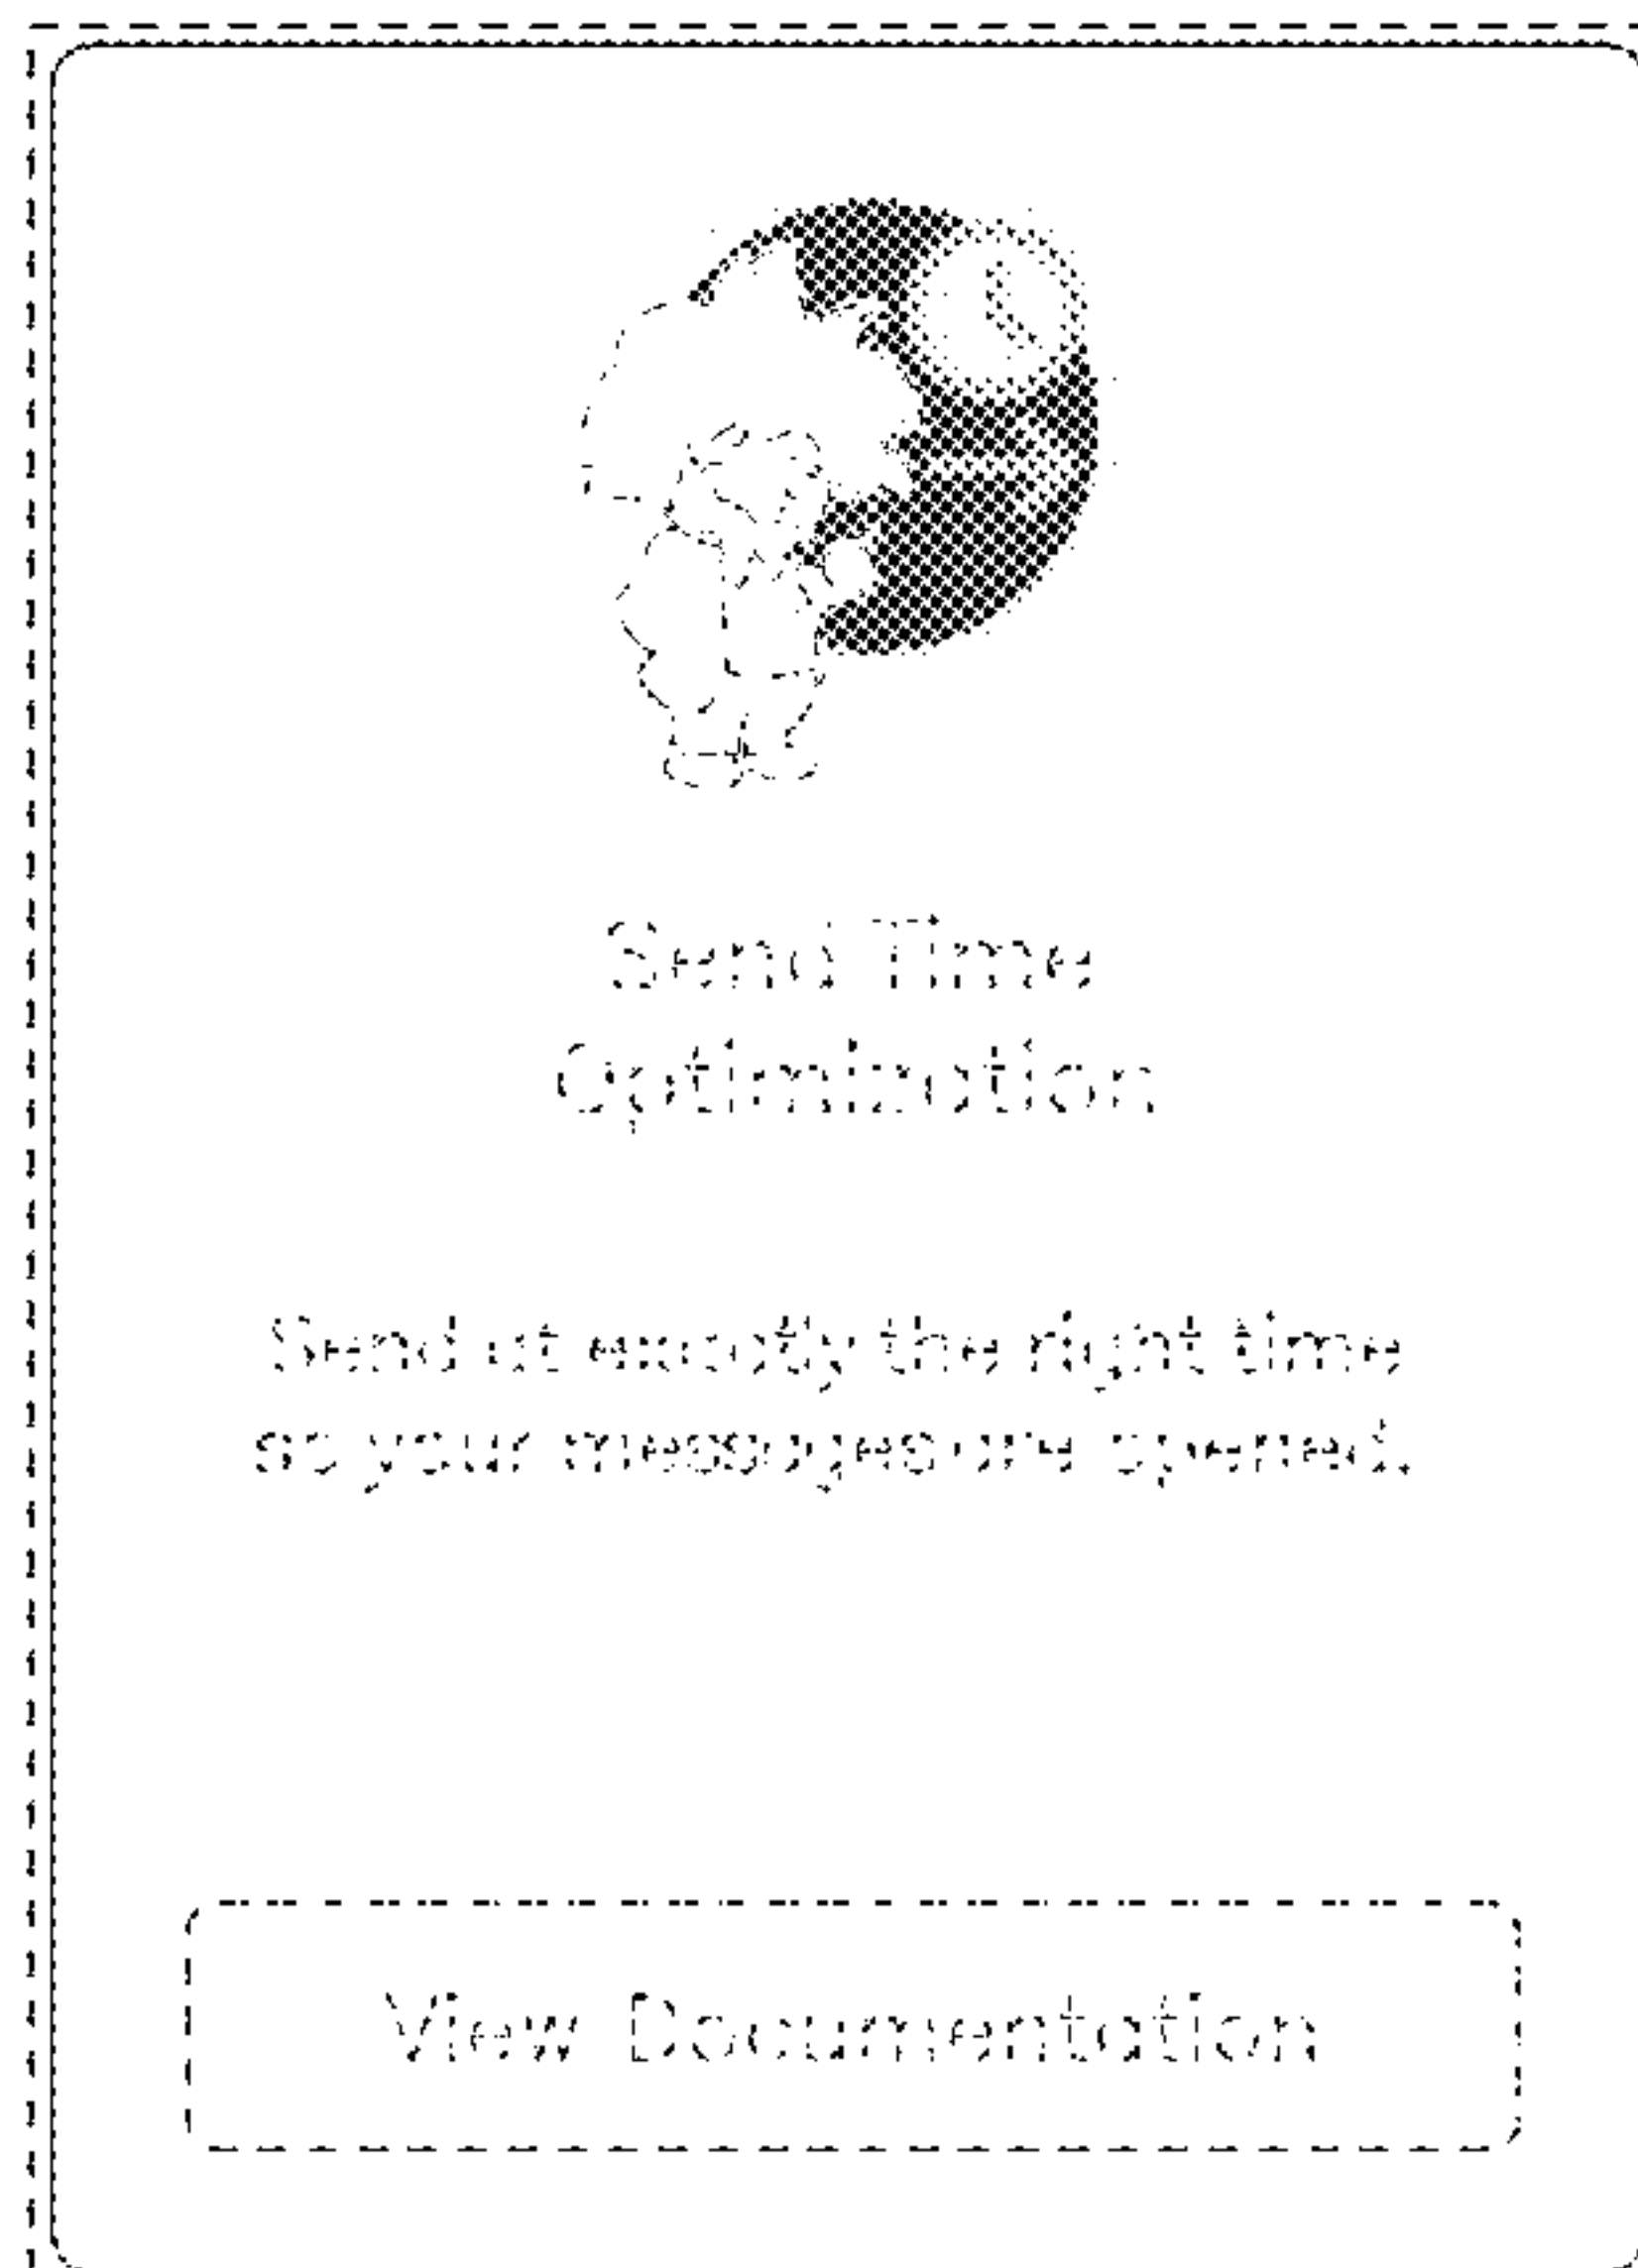 Send Time
Optimization
Send at exactly the right time
so your messages are opened.
View Documentation